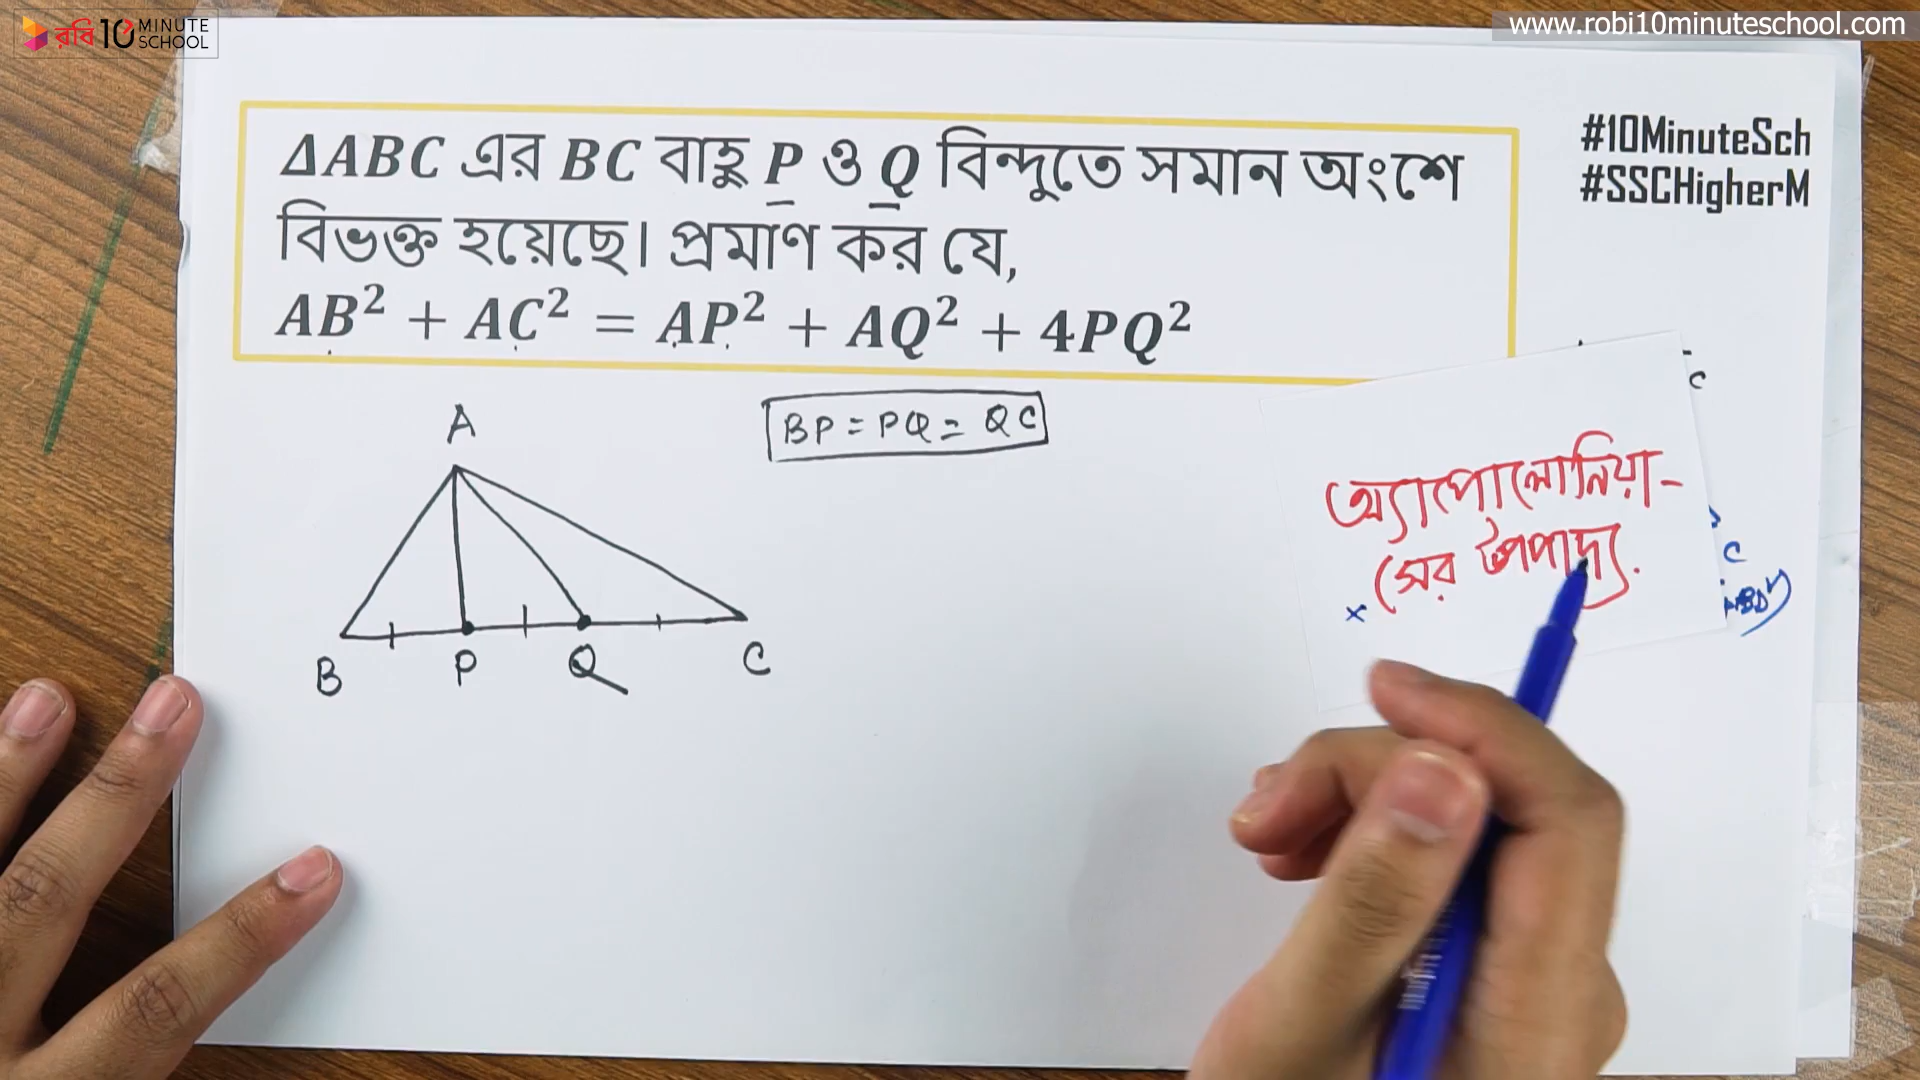 রবি 10 MINUTE SCHOOL
www.robi10minuteschool.com
#10MinuteSch
#SSCHigherM
ΔABC এর BC বাহু P ও Q বিন্দুতে সমান অংশে
বিভক্ত হয়েছে। প্রমাণ কর যে,
AB² + AC² = AP² + AQ² + 4PQ²
BP = PQ = QC
A
B P Q C
অ্যাপোলোনিয়া-
সের উপপাদ্য.
x
c
c